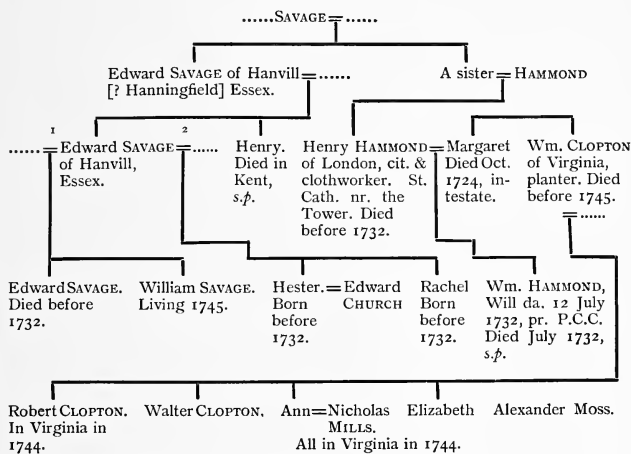 ......SAVAGE=......
Edward SAVAGE of Hanvill=...... A sister=HAMMOND
[? Hanningfield] Essex.
1 2
......=Edward SAVAGE=...... Henry. Henry HAMMOND=Margaret Wm. CLOPTON
of Hanvill, Died in of London, cit. & Died Oct. of Virginia,
Essex. Kent, clothworker. St. 1724, in- planter. Died
s.p. Cath. nr. the testate. before 1745.
Tower. Died =......
before 1732.
Edward SAVAGE. William SAVAGE. Hester.=Edward Rachel Wm. HAMMOND,
Died before Living 1745. Born CHURCH Born Will da. 12 July
1732. before before 1732, pr. P.C.C.
1732. 1732. Died July 1732,
s.p.
Robert CLOPTON. Walter CLOPTON, Ann=Nicholas Elizabeth Alexander Moss.
In Virginia in MILLS.
1744. All in Virginia in 1744.